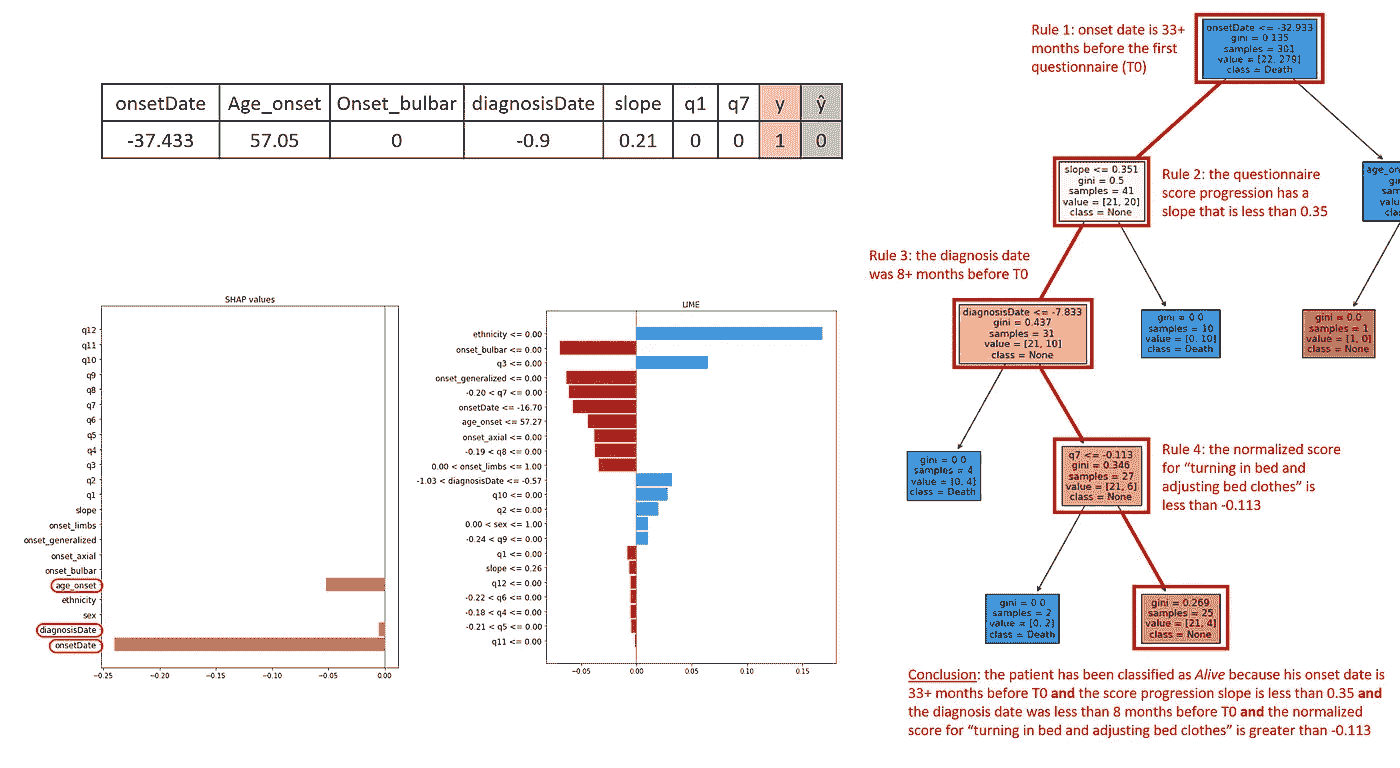 onsetDate Age_onset Onset_bulbar diagnosisDate slope q1 q7 y ŷ
-37.433 57.05 0 -0.9 0.21 0 0 1 0
SHAP values
q12
q11
q10
q9
q8
q7
q6
q5
q4
q3
q2
q1
slope
onset_limbs
onset_generalized
onset_axial
onset_bulbar
age_onset
ethnicity
sex
diagnosisDate
onsetDate
−0.25 −0.20 −0.15 −0.10 −0.05 0.00
LIME
ethnicity <= 0.00
onset_bulbar <= 0.00
q3 <= 0.00
onset_generalized <= 0.00
-0.20 < q7 <= 0.00
onsetDate <= -16.70
age_onset <= 57.27
onset_axial <= 0.00
-0.19 < q8 <= 0.00
0.00 < onset_limbs <= 1.00
-1.03 < diagnosisDate <= -0.57
q10 <= 0.00
q2 <= 0.00
0.00 < sex <= 1.00
-0.24 < q9 <= 0.00
q1 <= 0.00
slope <= 0.26
q12 <= 0.00
-0.22 < q6 <= 0.00
-0.18 < q4 <= 0.00
-0.21 < q5 <= 0.00
q11 <= 0.00
−0.05 0.00 0.05 0.10 0.15
Rule 1: onset date is 33+
months before the first
questionnaire (T0)
onsetDate <= -32.933
gini = 0.135
samples = 301
value = [22, 279]
class = Death
slope <= 0.351
gini = 0.5
samples = 41
value = [21, 20]
class = None
Rule 2: the questionnaire
score progression has a
slope that is less than 0.35
Rule 3: the diagnosis date
was 8+ months before T0
diagnosisDate <= -7.833
gini = 0.437
samples = 31
value = [21, 10]
class = None
gini = 0.0
samples = 10
value = [0, 10]
class = Death
gini = 0.0
samples = 1
value = [1, 0]
class = None
gini = 0.0
samples = 4
value = [0, 4]
class = Death
q7 <= -0.113
gini = 0.346
samples = 27
value = [21, 6]
class = None
Rule 4: the normalized score
for “turning in bed and
adjusting bed clothes” is
less than -0.113
gini = 0.0
samples = 2
value = [0, 2]
class = Death
gini = 0.269
samples = 25
value = [21, 4]
class = None
Conclusion: the patient has been classified as Alive because his onset date is
33+ months before T0 and the score progression slope is less than 0.35 and
the diagnosis date was less than 8 months before T0 and the normalized
score for “turning in bed and adjusting bed clothes” is greater than -0.113